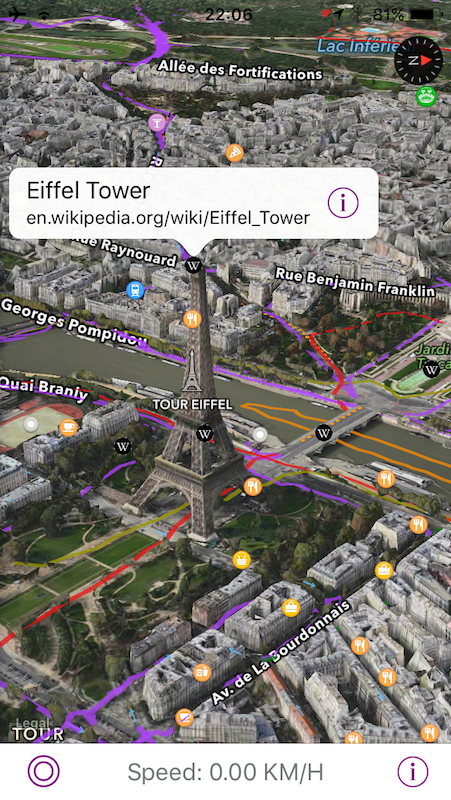 22:06
81%
Lac Inférie
Allée des Fortifications
N
R
Eiffel Tower
i
en.wikipedia.org/wiki/Eiffel_Tower
ue Raynouard
W
Rue Benjamin Franklin
Georges Pompidou
Jardi
Quai Branly
W
TOUR EIFFEL
W
W
W
Av. de La Bourdonnais
Legal
TOUR
Speed: 0.00 KM/H
i